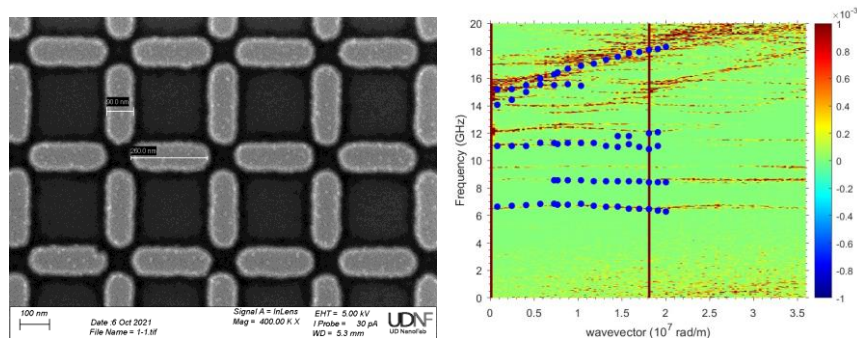 90.0 nm
260.0 nm
100 nm
Date :6 Oct 2021
File Name = 1-1.tif
Signal A = InLens
Mag = 400.00 K X
EHT = 5.00 kV
I Probe = 30 pA
WD = 5.3 mm
UDNF
UD NanoFab
20
18
16
14
12
10
8
6
4
2
0
Frequency (GHz)
0 0.5 1 1.5 2 2.5 3 3.5
wavevector (10⁷ rad/m)
×10⁻³
1
0.8
0.6
0.4
0.2
0
-0.2
-0.4
-0.6
-0.8
-1